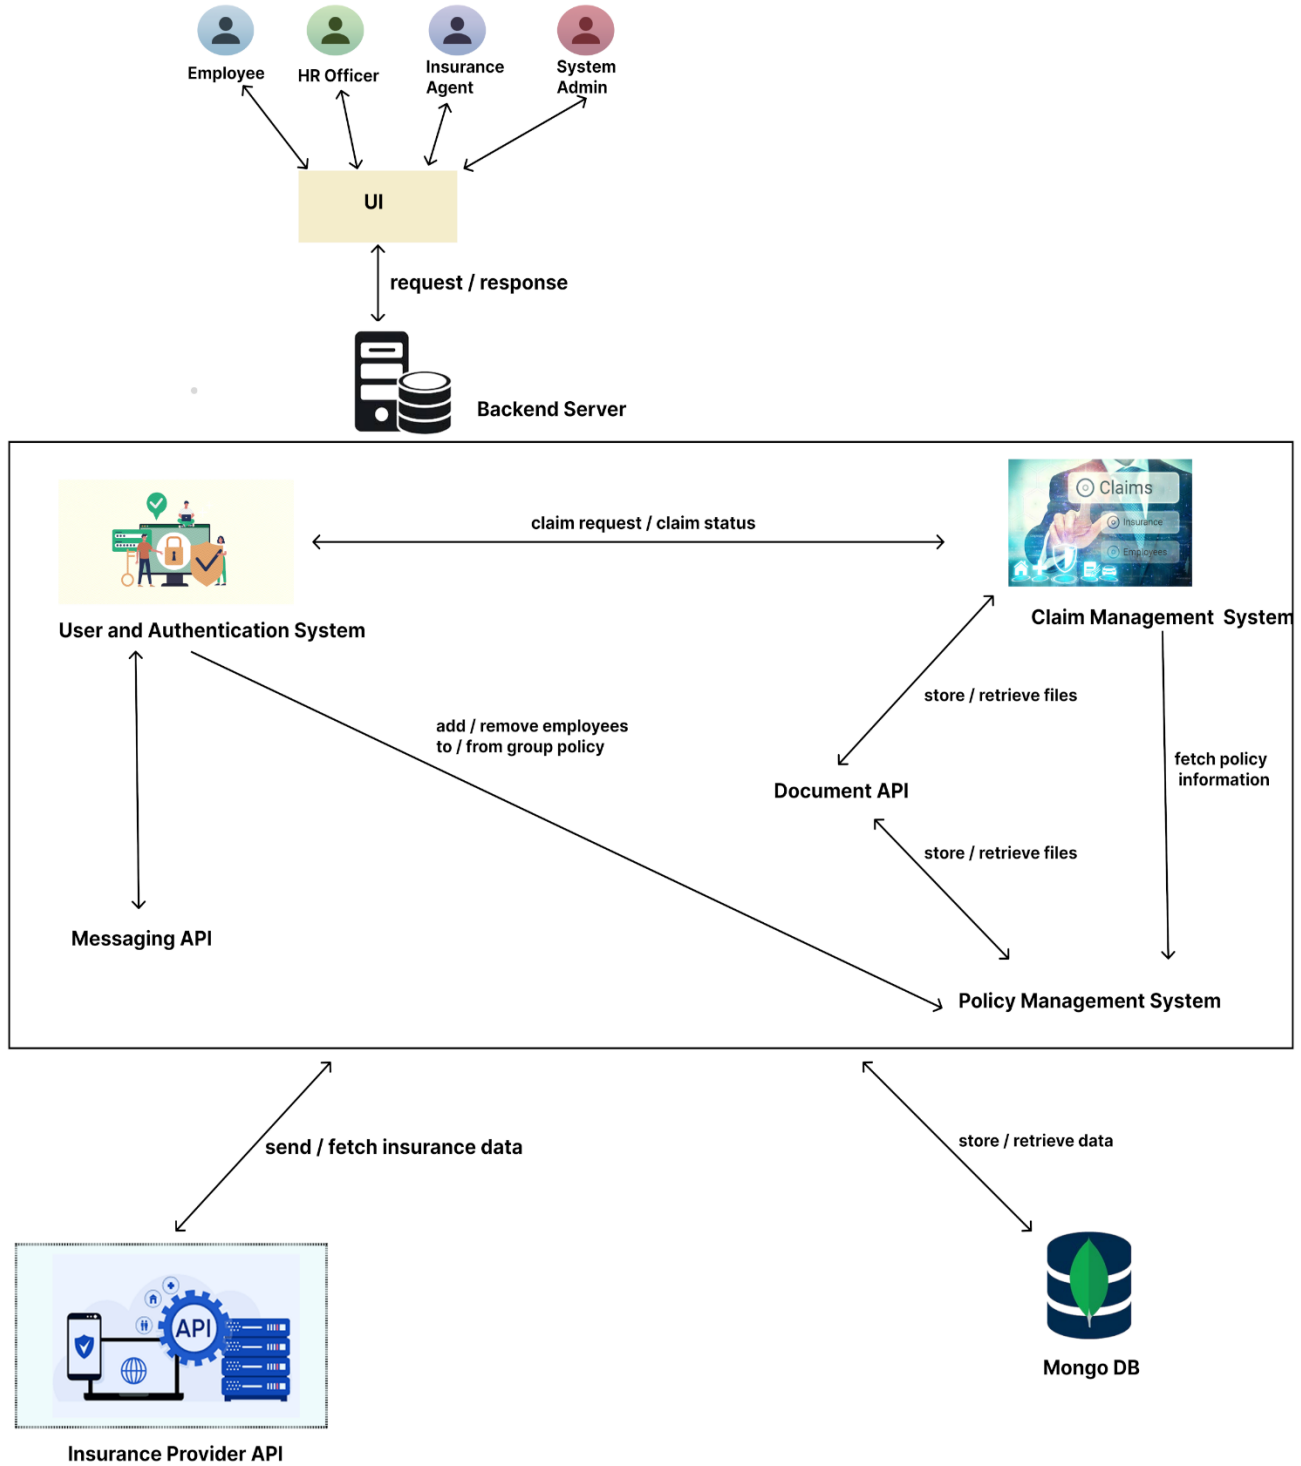 Employee
HR Officer
Insurance
Agent
System
Admin
UI
request / response
Backend Server
Claims
Insurance
Employees
claim request / claim status
User and Authentication System
Claim Management System
store / retrieve files
add / remove employees
to / from group policy
fetch policy
information
Document API
store / retrieve files
Messaging API
Policy Management System
send / fetch insurance data
store / retrieve data
API
Mongo DB
Insurance Provider API